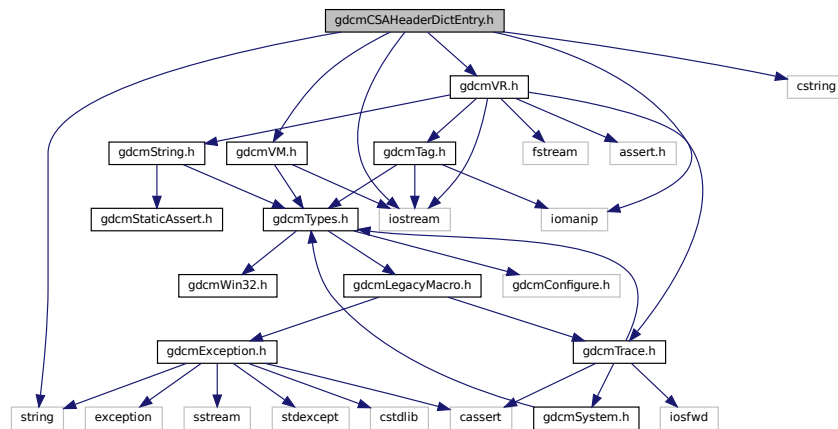 gdcmCSAHeaderDictEntry.h
gdcmVR.h
cstring
gdcmString.h
gdcmVM.h
gdcmTag.h
fstream
assert.h
gdcmStaticAssert.h
gdcmTypes.h
iostream
iomanip
gdcmWin32.h
gdcmLegacyMacro.h
gdcmConfigure.h
gdcmException.h
gdcmTrace.h
string
exception
sstream
stdexcept
cstdlib
cassert
gdcmSystem.h
iosfwd